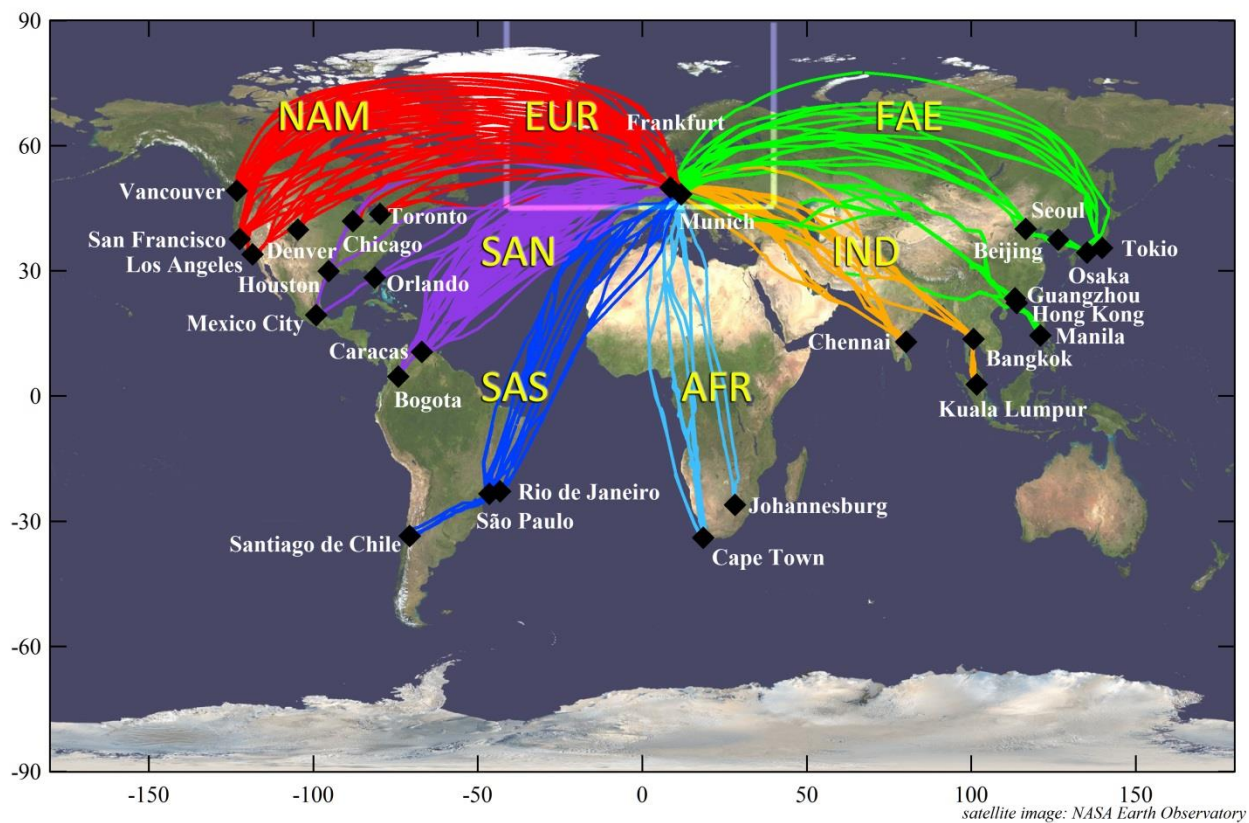 90
60
30
0
-30
-60
-90
NAM
EUR
FAE
Frankfurt
Vancouver
Toronto
Munich
Seoul
San Francisco
Denver
Chicago
SAN
IND
Beijing
Tokio
Los Angeles
Osaka
Houston
Orlando
Guangzhou
Hong Kong
Mexico City
Chennai
Manila
Caracas
Bangkok
Bogota
SAS
AFR
Kuala Lumpur
Rio de Janeiro
São Paulo
Johannesburg
Santiago de Chile
Cape Town
-150
-100
-50
0
50
100
150
satellite image: NASA Earth Observatory